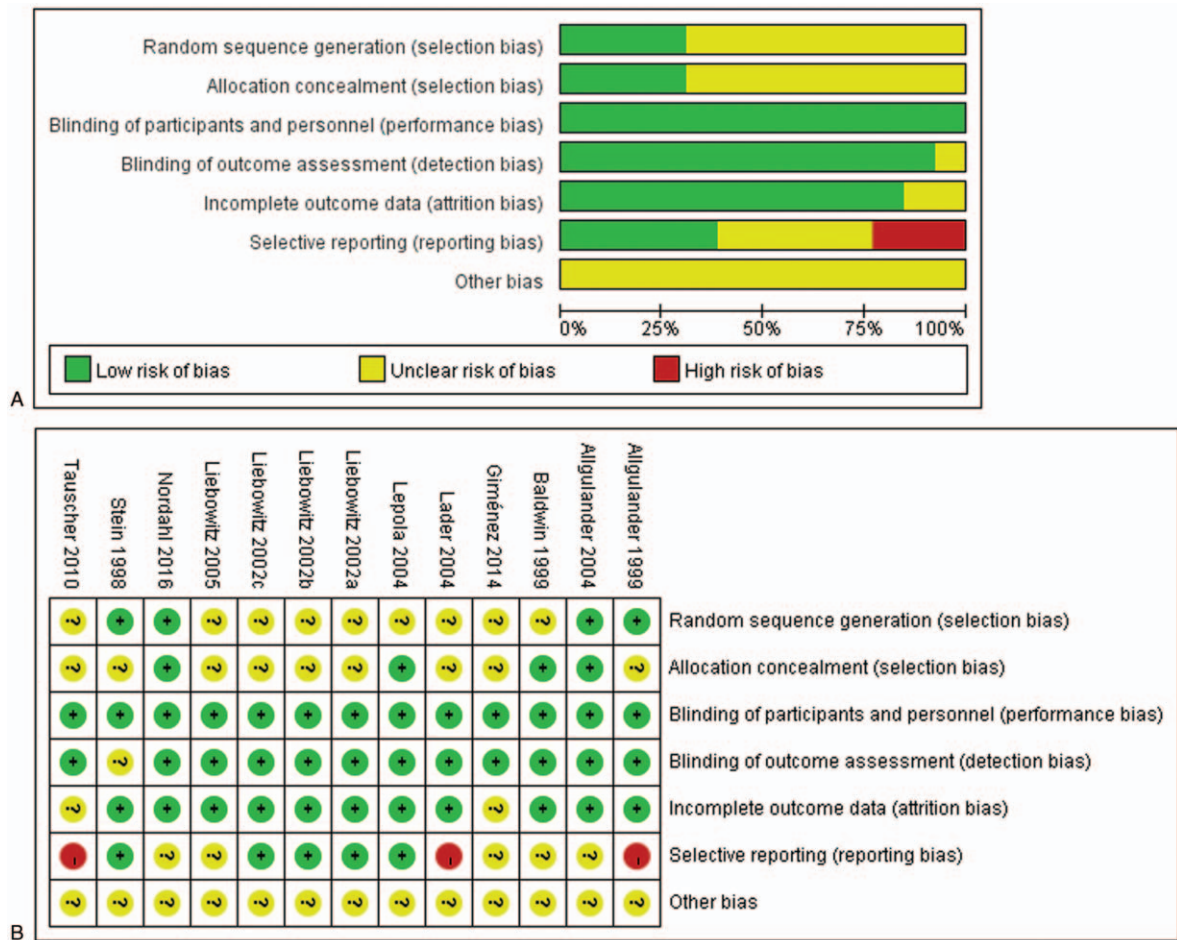 Random sequence generation (selection bias)
Allocation concealment (selection bias)
Blinding of participants and personnel (performance bias)
Blinding of outcome assessment (detection bias)
Incomplete outcome data (attrition bias)
Selective reporting (reporting bias)
Other bias
0% 25% 50% 75% 100%
Low risk of bias Unclear risk of bias High risk of bias
A
Tauscher 2010
Stein 1998
Nordahl 2016
Liebowitz 2005
Liebowitz 2002c
Liebowitz 2002b
Liebowitz 2002a
Lepola 2004
Lader 2004
Giménez 2014
Baldwin 1999
Allgulander 2004
Allgulander 1999
? + + ? ? ? ? ? ? ? ? + + Random sequence generation (selection bias)
? ? + ? ? ? ? + ? ? + + ? Allocation concealment (selection bias)
+ + + + + + + + + + + + + Blinding of participants and personnel (performance bias)
+ ? + + + + + + + + + + + Blinding of outcome assessment (detection bias)
? + + + + + + + + ? + + + Incomplete outcome data (attrition bias)
- + ? ? + + + + - ? ? ? - Selective reporting (reporting bias)
? ? ? ? ? ? ? ? ? ? ? ? ? Other bias
B